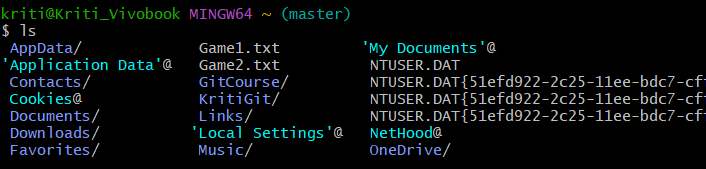 kriti@Kriti_Vivobook MINGW64 ~ (master)
$ ls
AppData/ Game1.txt 'My Documents'@
'Application Data'@ Game2.txt NTUSER.DAT
Contacts/ GitCourse/ NTUSER.DAT{51efd922-2c25-11ee-bdc7-cf
Cookies@ KritiGit/ NTUSER.DAT{51efd922-2c25-11ee-bdc7-cf
Documents/ Links/ NTUSER.DAT{51efd922-2c25-11ee-bdc7-cf
Downloads/ 'Local Settings'@ NetHood@
Favorites/ Music/ OneDrive/